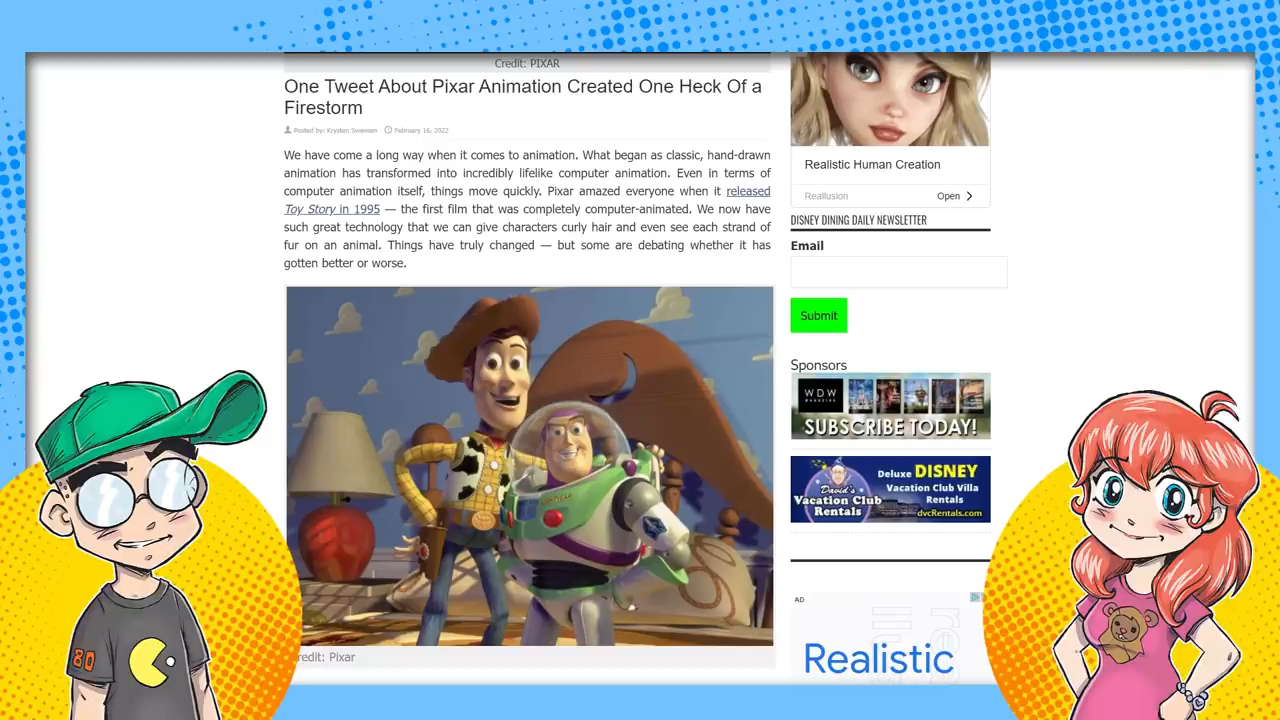 Credit: PIXAR
One Tweet About Pixar Animation Created One Heck Of a
Firestorm
Posted by: Krysten Swensen February 16, 2022
We have come a long way when it comes to animation. What began as classic, hand-drawn
animation has transformed into incredibly lifelike computer animation. Even in terms of
computer animation itself, things move quickly. Pixar amazed everyone when it released
Toy Story in 1995 — the first film that was completely computer-animated. We now have
such great technology that we can give characters curly hair and even see each strand of
fur on an animal. Things have truly changed — but some are debating whether it has
gotten better or worse.
redit: Pixar
Realistic Human Creation
Reallusion Open
DISNEY DINING DAILY NEWSLETTER
Email
Submit
Sponsors
WDW
MAGAZINE
SUBSCRIBE TODAY!
David's
Vacation Club
Rentals
Deluxe DISNEY
Vacation Club Villa
Rentals
dvcRentals.com
AD
Realistic
80